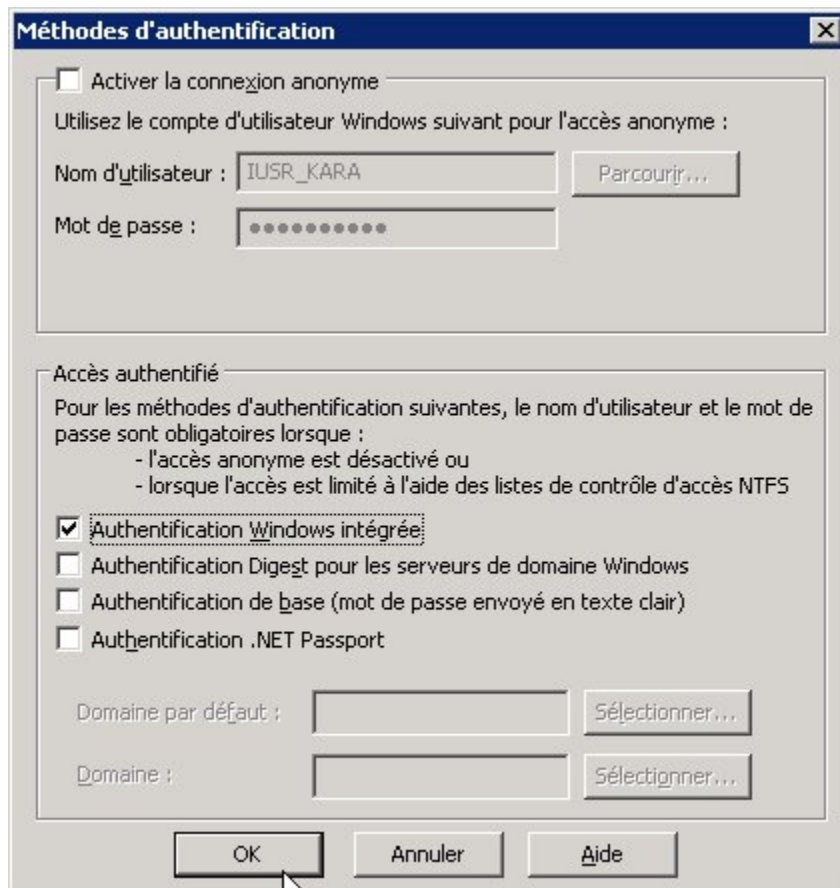 Méthodes d'authentification
Activer la connexion anonyme
Utilisez le compte d'utilisateur Windows suivant pour l'accès anonyme :
Nom d'utilisateur :
IUSR_KARA
Parcourir...
Mot de passe :
●●●●●●●●●●
Accès authentifié
Pour les méthodes d'authentification suivantes, le nom d'utilisateur et le mot de
passe sont obligatoires lorsque :
- l'accès anonyme est désactivé ou
- lorsque l'accès est limité à l'aide des listes de contrôle d'accès NTFS
Authentification Windows intégrée
Authentification Digest pour les serveurs de domaine Windows
Authentification de base (mot de passe envoyé en texte clair)
Authentification .NET Passport
Domaine par défaut :
Sélectionner...
Domaine :
Sélectionner...
OK
Annuler
Aide